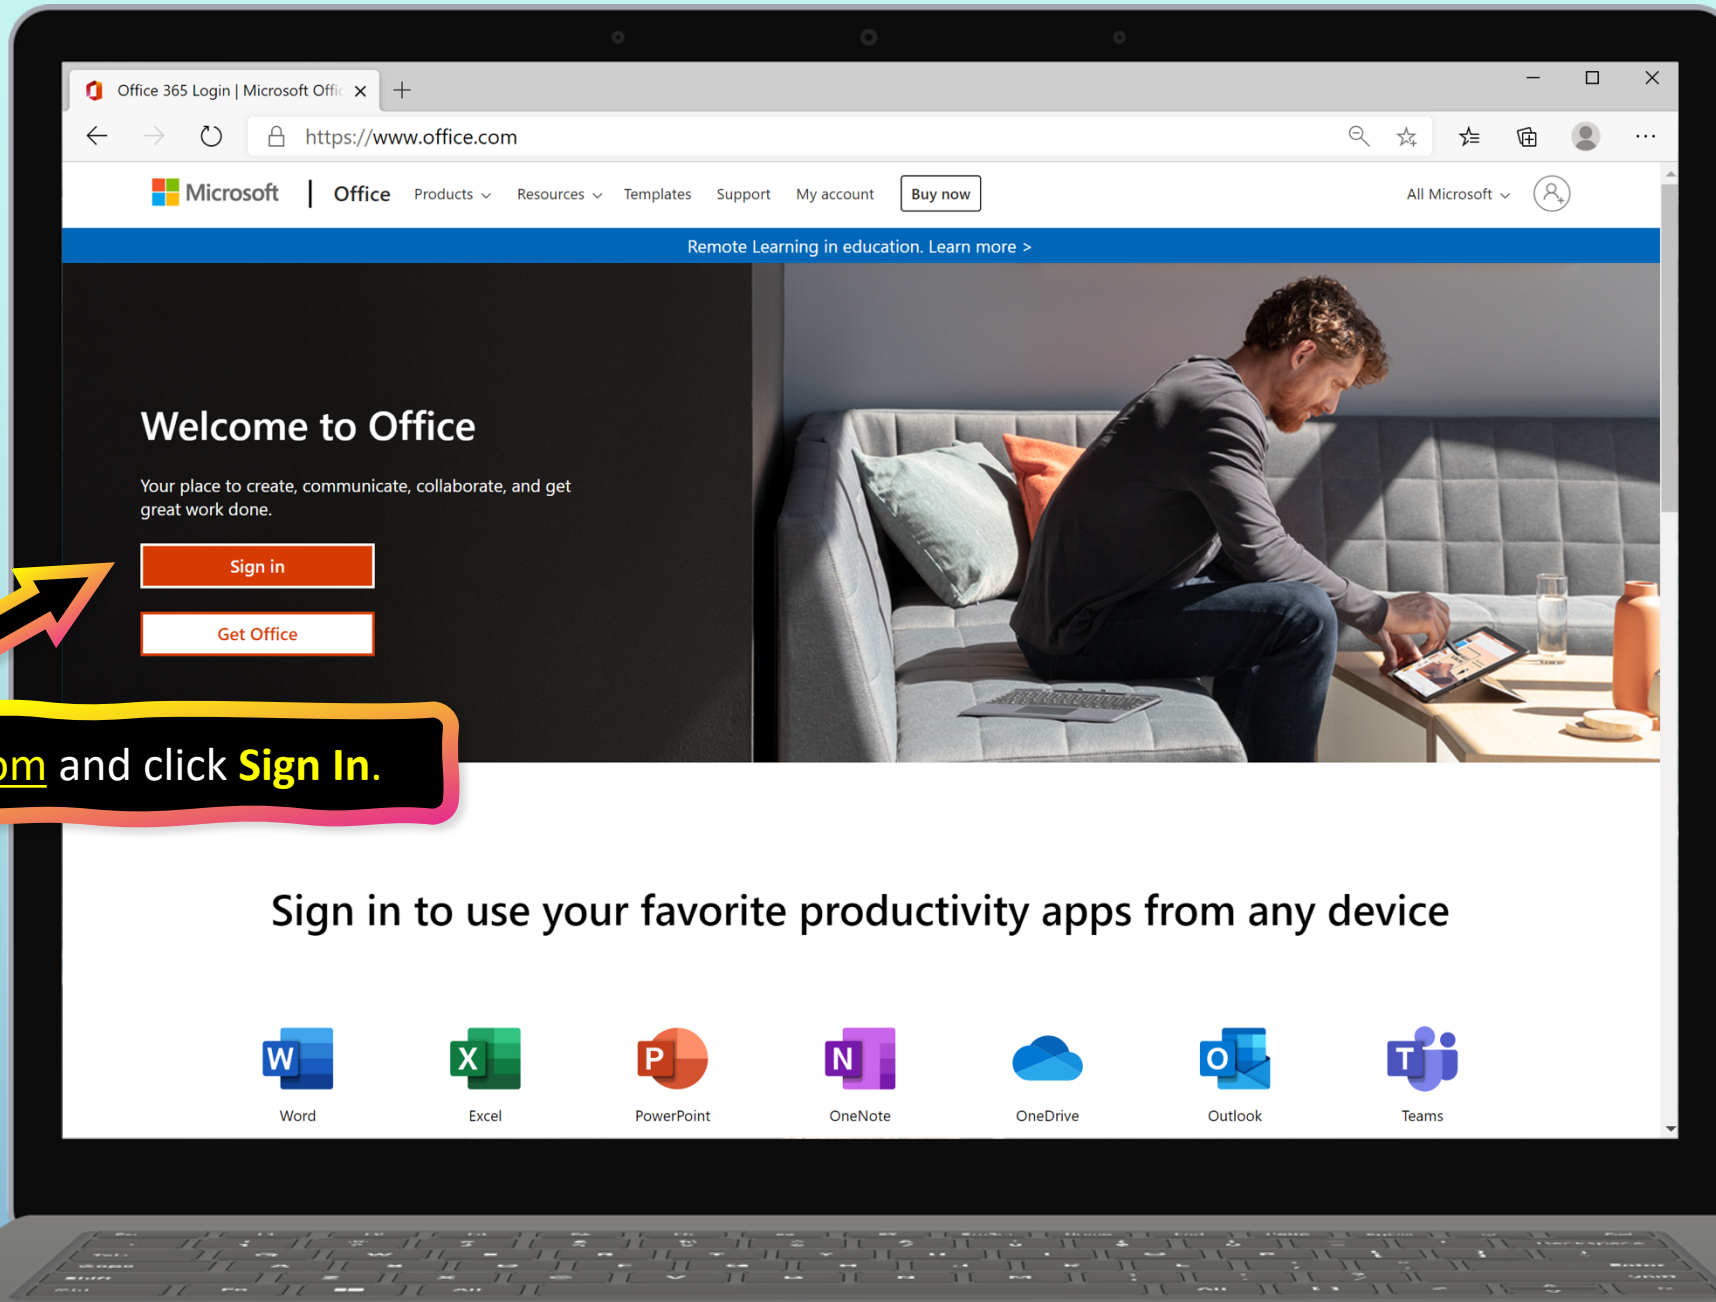 Office 365 Login | Microsoft Offic
https://www.office.com
Microsoft | Office Products Resources Templates Support My account Buy now All Microsoft
Remote Learning in education. Learn more >
Welcome to Office
Your place to create, communicate, collaborate, and get
great work done.
Sign in
Get Office
om and click Sign In.
Sign in to use your favorite productivity apps from any device
W X P N O T
Word Excel PowerPoint OneNote OneDrive Outlook Teams